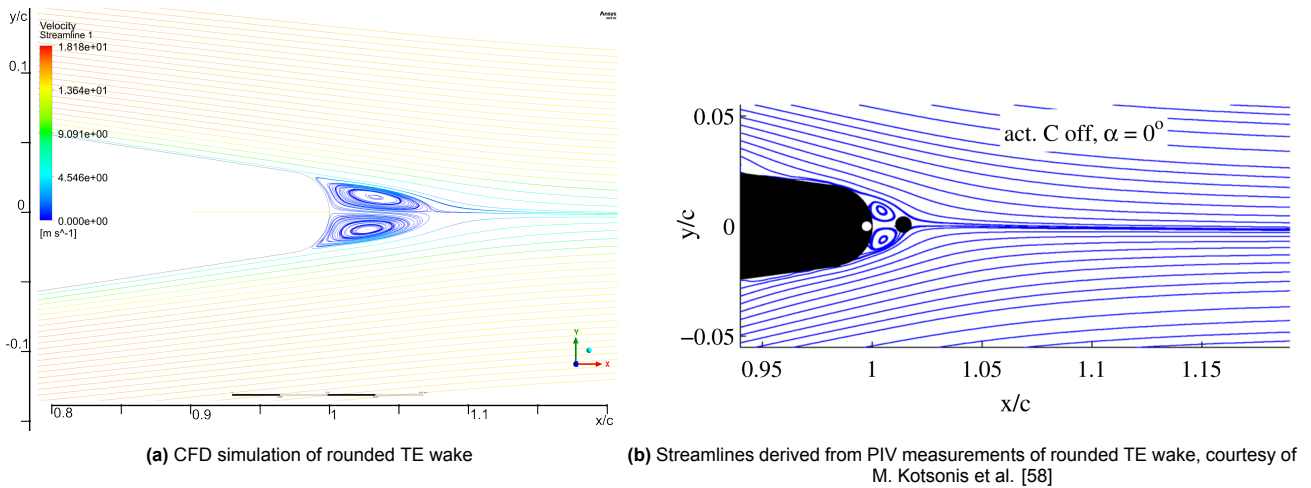 y/c
Ansys
Velocity
Streamline 1
1.818e+01
1.364e+01
9.091e+00
4.546e+00
0.000e+00
[m s^-1]
0.1
0
-0.1
0.8
0.9
1
1.1
x/c
Y
X
(a) CFD simulation of rounded TE wake
act. C off, α = 0°
0.05
0
−0.05
y/c
0.95
1
1.05
1.1
1.15
x/c
(b) Streamlines derived from PIV measurements of rounded TE wake, courtesy of
M. Kotsonis et al. [58]